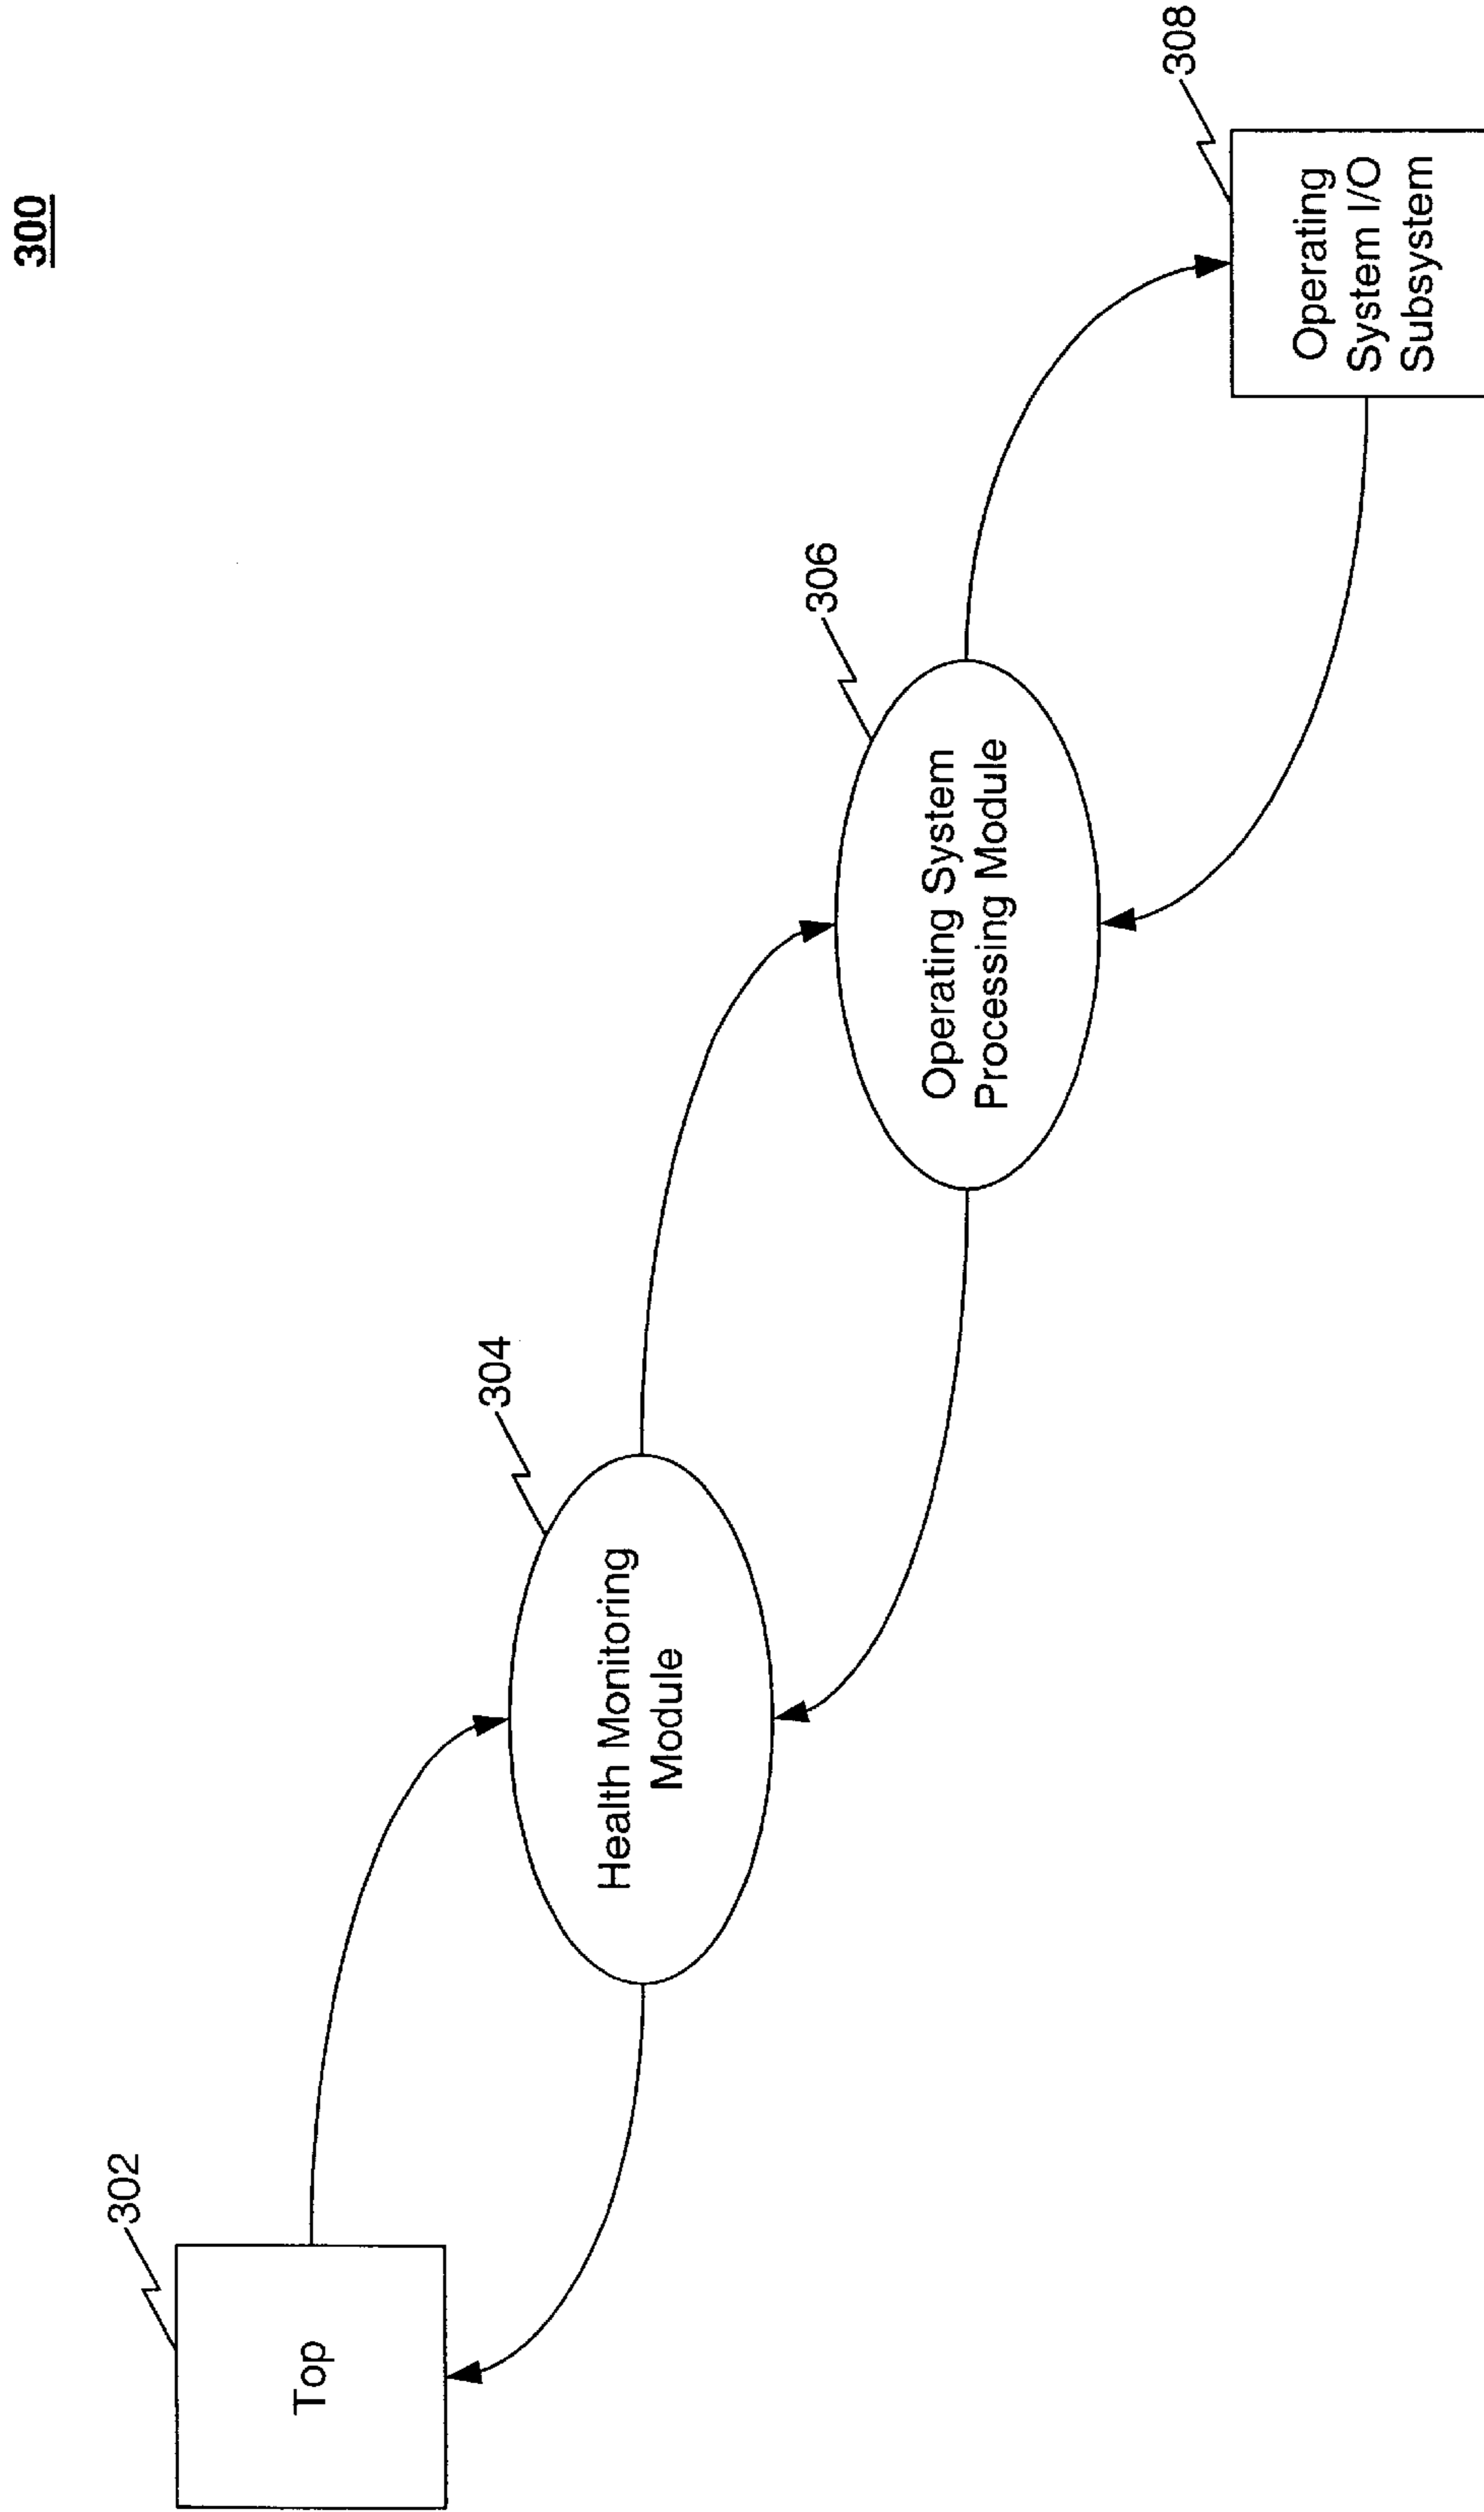 300
302
Top
304
Health Monitoring
Module
306
Operating System
Processing Module
308
Operating
System I/O
Subsystem